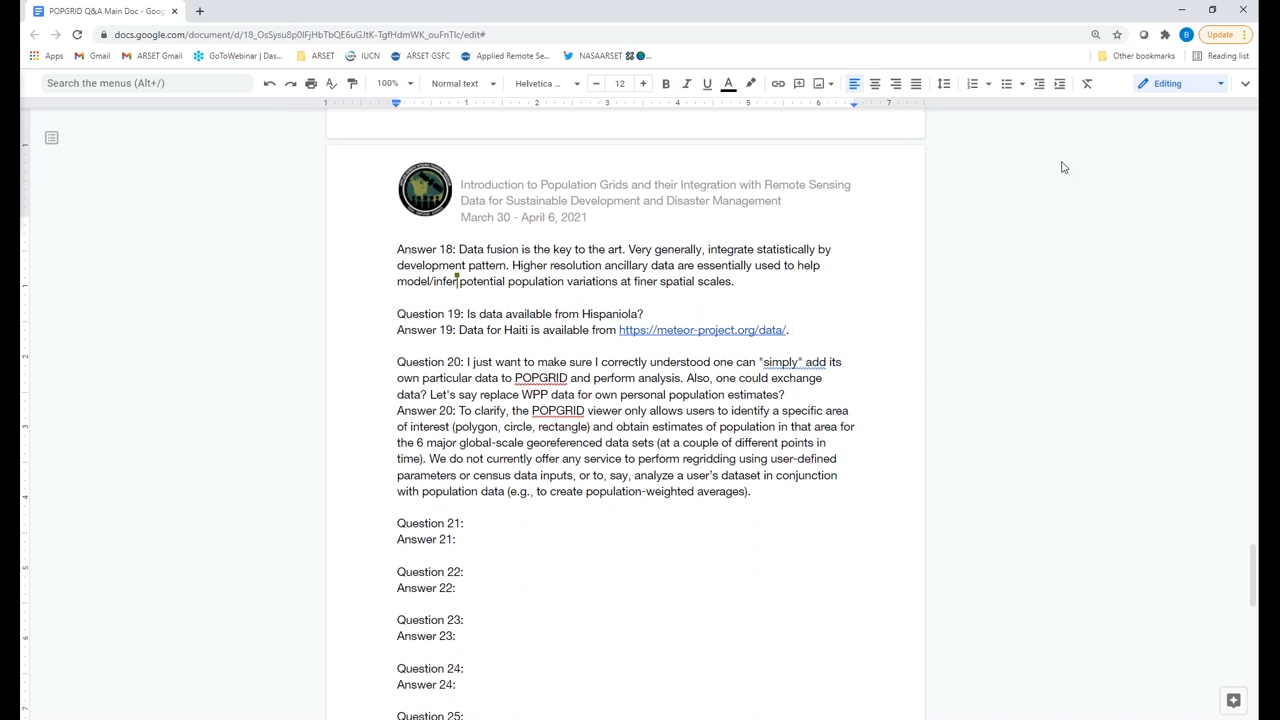 POPGRID Q&A Main Doc - Goog
docs.google.com/document/d/18_OsSysu8p0lFjHbTbQE6uGJtK-TgfHdmWK_ouFnTlc/edit#
B
Update
Apps
Gmail
ARSET Gmail
GoToWebinar | Dash...
ARSET
IUCN
ARSET GSFC
Applied Remote Se...
NASAARSET
Other bookmarks
Reading list
Search the menus (Alt+/)
100%
Normal text
Helvetica ...
12
B
I
U
A
Editing
1 1 2 3 4 5 6 7
Introduction to Population Grids and their Integration with Remote Sensing
Data for Sustainable Development and Disaster Management
March 30 - April 6, 2021
Answer 18: Data fusion is the key to the art. Very generally, integrate statistically by
development pattern. Higher resolution ancillary data are essentially used to help
model/infer potential population variations at finer spatial scales.
Question 19: Is data available from Hispaniola?
Answer 19: Data for Haiti is available from https://meteor-project.org/data/.
Question 20: I just want to make sure I correctly understood one can "simply" add its
own particular data to POPGRID and perform analysis. Also, one could exchange
data? Let's say replace WPP data for own personal population estimates?
Answer 20: To clarify, the POPGRID viewer only allows users to identify a specific area
of interest (polygon, circle, rectangle) and obtain estimates of population in that area for
the 6 major global-scale georeferenced data sets (at a couple of different points in
time). We do not currently offer any service to perform regridding using user-defined
parameters or census data inputs, or to, say, analyze a user's dataset in conjunction
with population data (e.g., to create population-weighted averages).
Question 21:
Answer 21:
Question 22:
Answer 22:
Question 23:
Answer 23:
Question 24:
Answer 24:
Question 25: